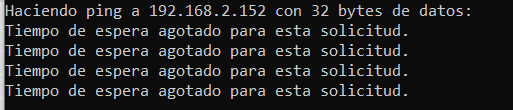 Haciendo ping a 192.168.2.152 con 32 bytes de datos:
Tiempo de espera agotado para esta solicitud.
Tiempo de espera agotado para esta solicitud.
Tiempo de espera agotado para esta solicitud.
Tiempo de espera agotado para esta solicitud.